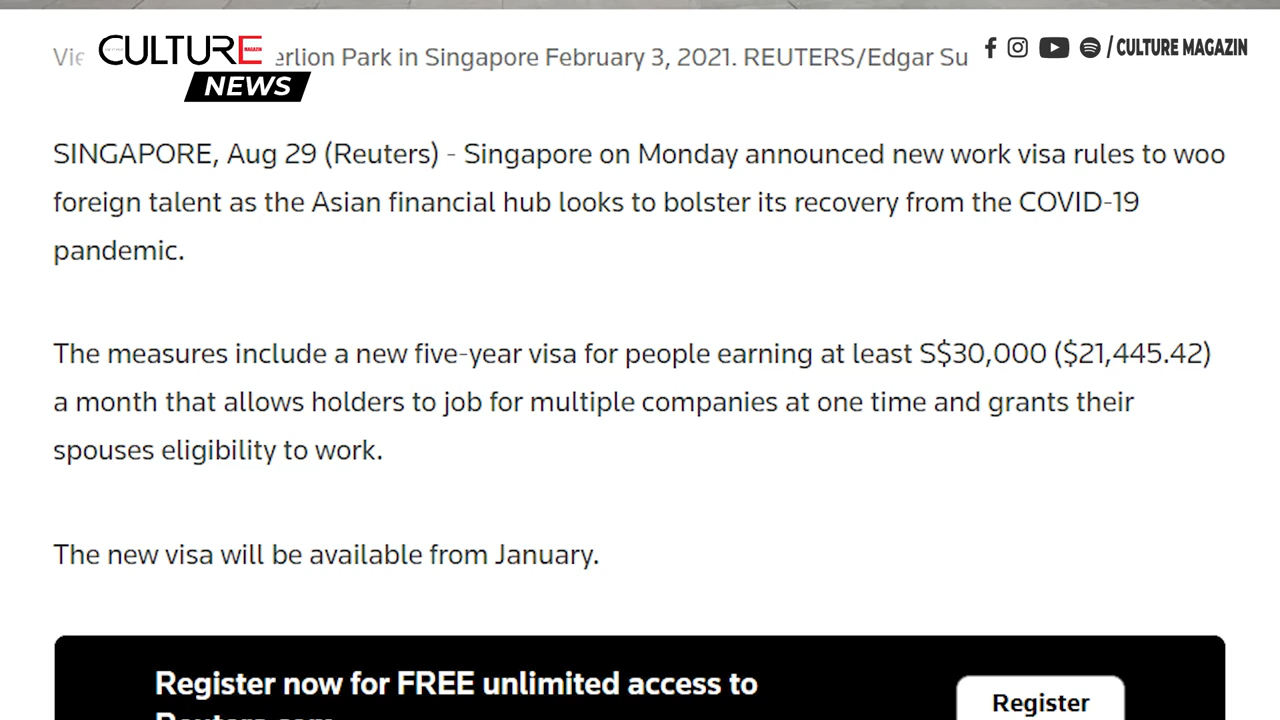 CULTURE MAGAZIN
NEWS
Park in Singapore February 3, 2021. REUTERS/Edgar Su
/ CULTURE MAGAZIN
SINGAPORE, Aug 29 (Reuters) - Singapore on Monday announced new work visa rules to woo
foreign talent as the Asian financial hub looks to bolster its recovery from the COVID-19
pandemic.
The measures include a new five-year visa for people earning at least S$30,000 ($21,445.42)
a month that allows holders to job for multiple companies at one time and grants their
spouses eligibility to work.
The new visa will be available from January.
Register now for FREE unlimited access to
Register